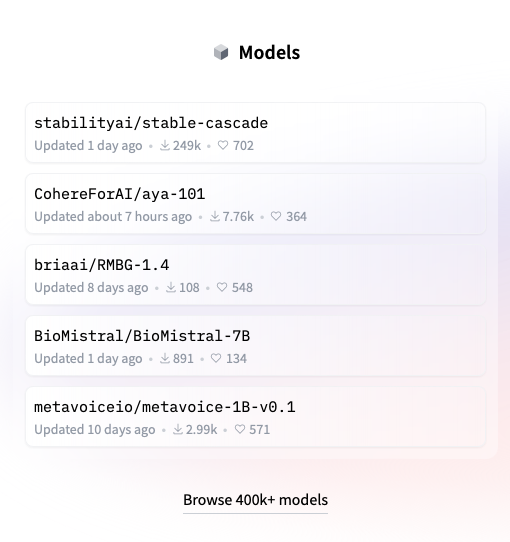 Models
stabilityai/stable-cascade
Updated 1 day ago • 249k • 702
CohereForAI/aya-101
Updated about 7 hours ago • 7.76k • 364
briaai/RMBG-1.4
Updated 8 days ago • 108 • 548
BioMistral/BioMistral-7B
Updated 1 day ago • 891 • 134
metavoiceio/metavoice-1B-v0.1
Updated 10 days ago • 2.99k • 571
Browse 400k+ models